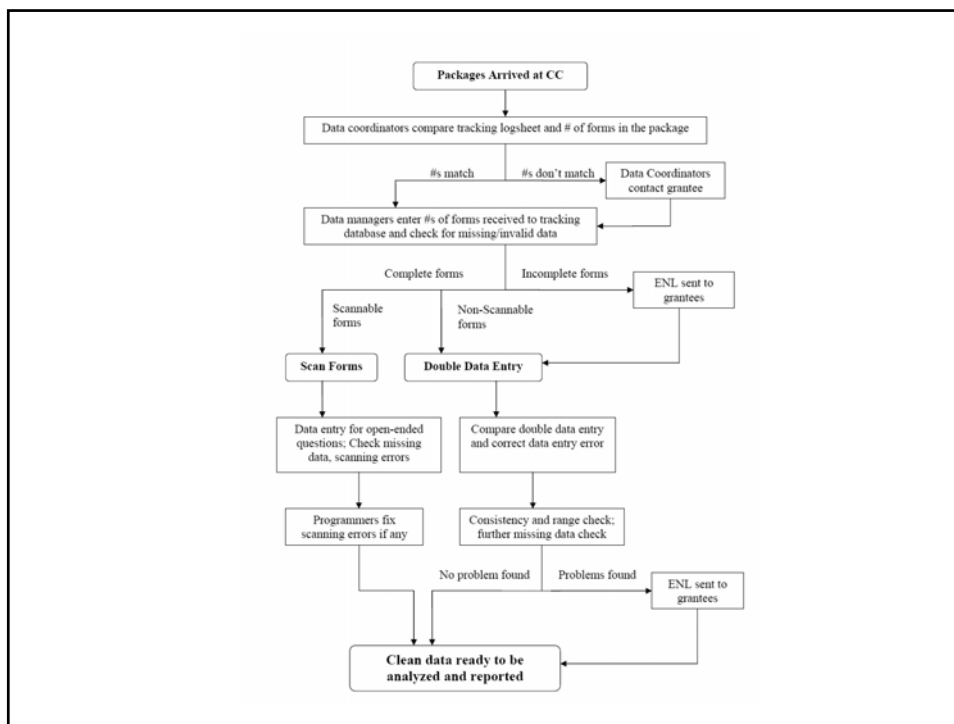 Packages Arrived at CC
Data coordinators compare tracking logsheet and # of forms in the package
#s match
#s don't match
Data Coordinators
contact grantee
Data managers enter #s of forms received to tracking
database and check for missing/invalid data
Complete forms
Incomplete forms
ENL sent to
grantees
Scannable
forms
Non-Scannable
forms
Scan Forms
Double Data Entry
Data entry for open-ended
questions; Check missing
data, scanning errors
Compare double data entry
and correct data entry error
Programmers fix
scanning errors if any
Consistency and range check;
further missing data check
No problem found
Problems found
ENL sent to
grantees
Clean data ready to be
analyzed and reported